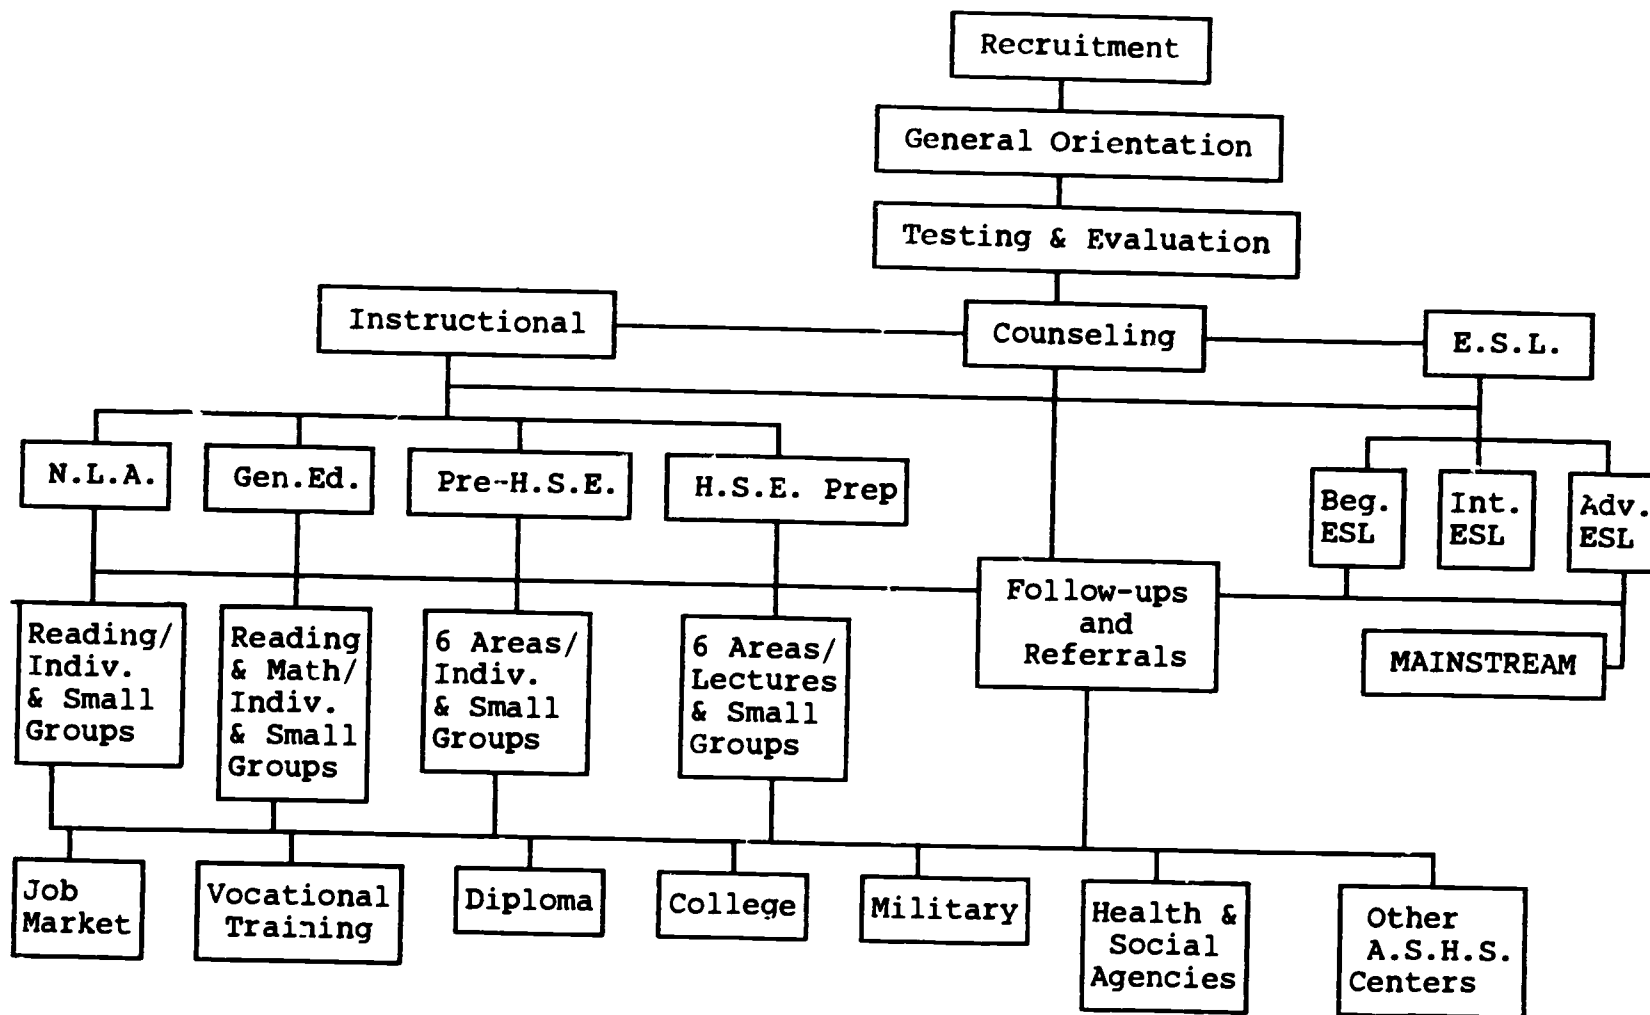 Recruitment
General Orientation
Testing & Evaluation
Instructional
Counseling
E.S.L.
N.L.A.
Gen.Ed.
Pre-H.S.E.
H.S.E. Prep
Beg.
ESL
Int.
ESL
Adv.
ESL
Follow-ups
and
Referrals
MAINSTREAM
Reading/
Indiv.
& Small
Groups
Reading
& Math/
Indiv.
& Small
Groups
6 Areas/
Indiv.
& Small
Groups
6 Areas/
Lectures
& Small
Groups
Job
Market
Vocational
Training
Diploma
College
Military
Health &
Social
Agencies
Other
A.S.H.S.
Centers